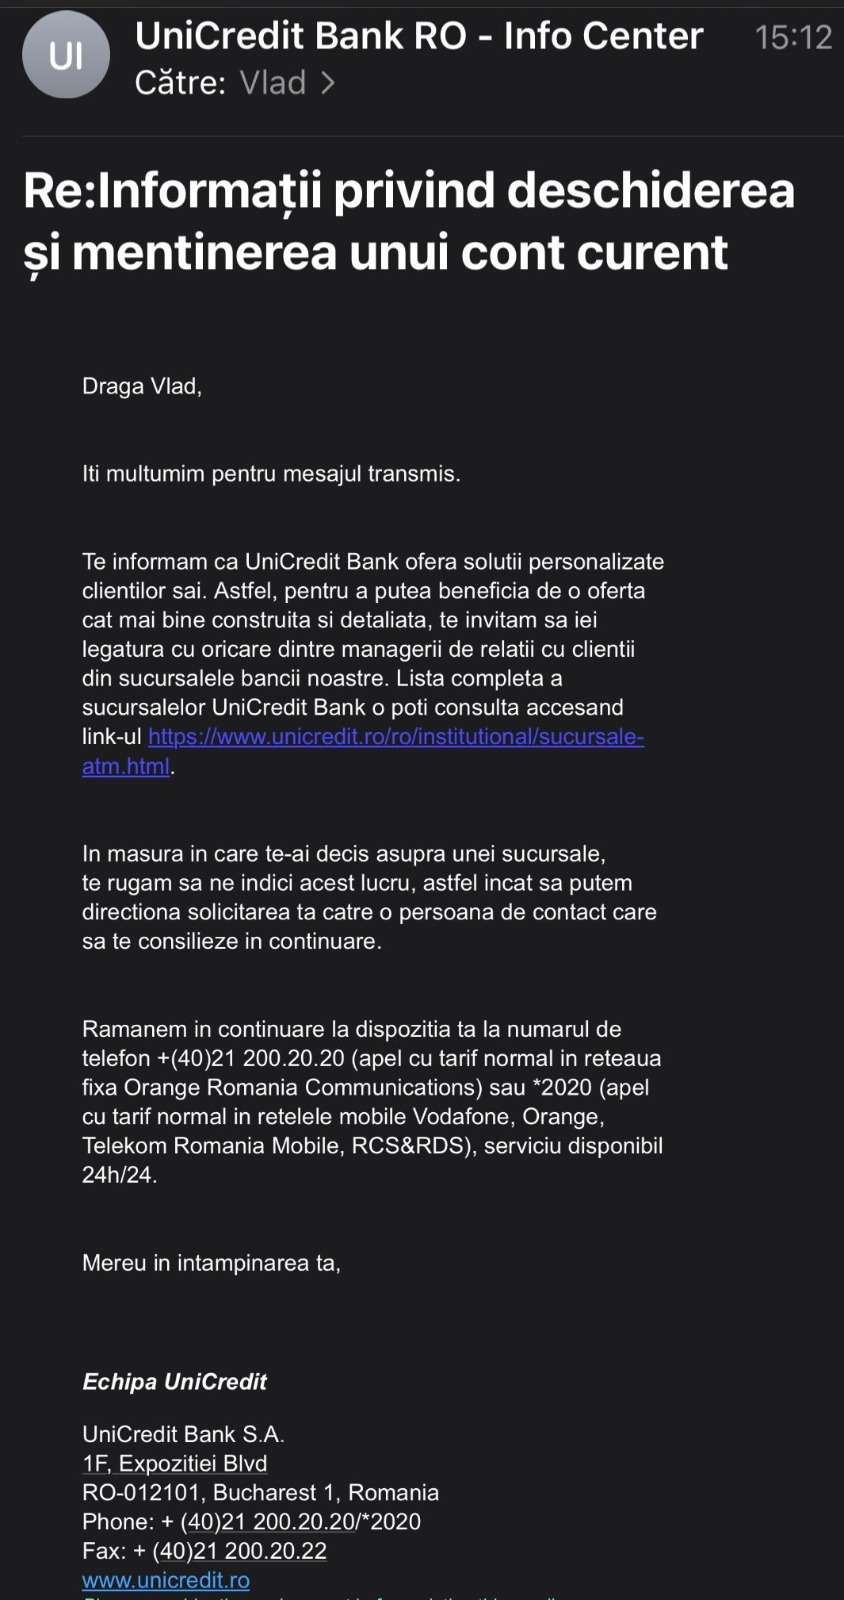 UI
UniCredit Bank RO - Info Center 15:12
Către: Vlad >
Re:Informații privind deschiderea
și mentinerea unui cont curent
Draga Vlad,
Iti multumim pentru mesajul transmis.
Te informam ca UniCredit Bank ofera solutii personalizate
clientilor sai. Astfel, pentru a putea beneficia de o oferta
cat mai bine construita si detaliata, te invitam sa iei
legatura cu oricare dintre managerii de relatii cu clientii
din sucursalele bancii noastre. Lista completa a
sucursalelor UniCredit Bank o poti consulta accesand
link-ul https://www.unicredit.ro/ro/institutional/sucursale-
atm.html.
In masura in care te-ai decis asupra unei sucursale,
te rugam sa ne indici acest lucru, astfel incat sa putem
directiona solicitarea ta catre o persoana de contact care
sa te consilieze in continuare.
Ramanem in continuare la dispozitia ta la numarul de
telefon +(40)21 200.20.20 (apel cu tarif normal in reteaua
fixa Orange Romania Communications) sau *2020 (apel
cu tarif normal in retelele mobile Vodafone, Orange,
Telekom Romania Mobile, RCS&RDS), serviciu disponibil
24h/24.
Mereu in intampinarea ta,
Echipa UniCredit
UniCredit Bank S.A.
1F, Expozitiei Blvd
RO-012101, Bucharest 1, Romania
Phone: + (40)21 200.20.20/*2020
Fax: + (40)21 200.20.22
www.unicredit.ro